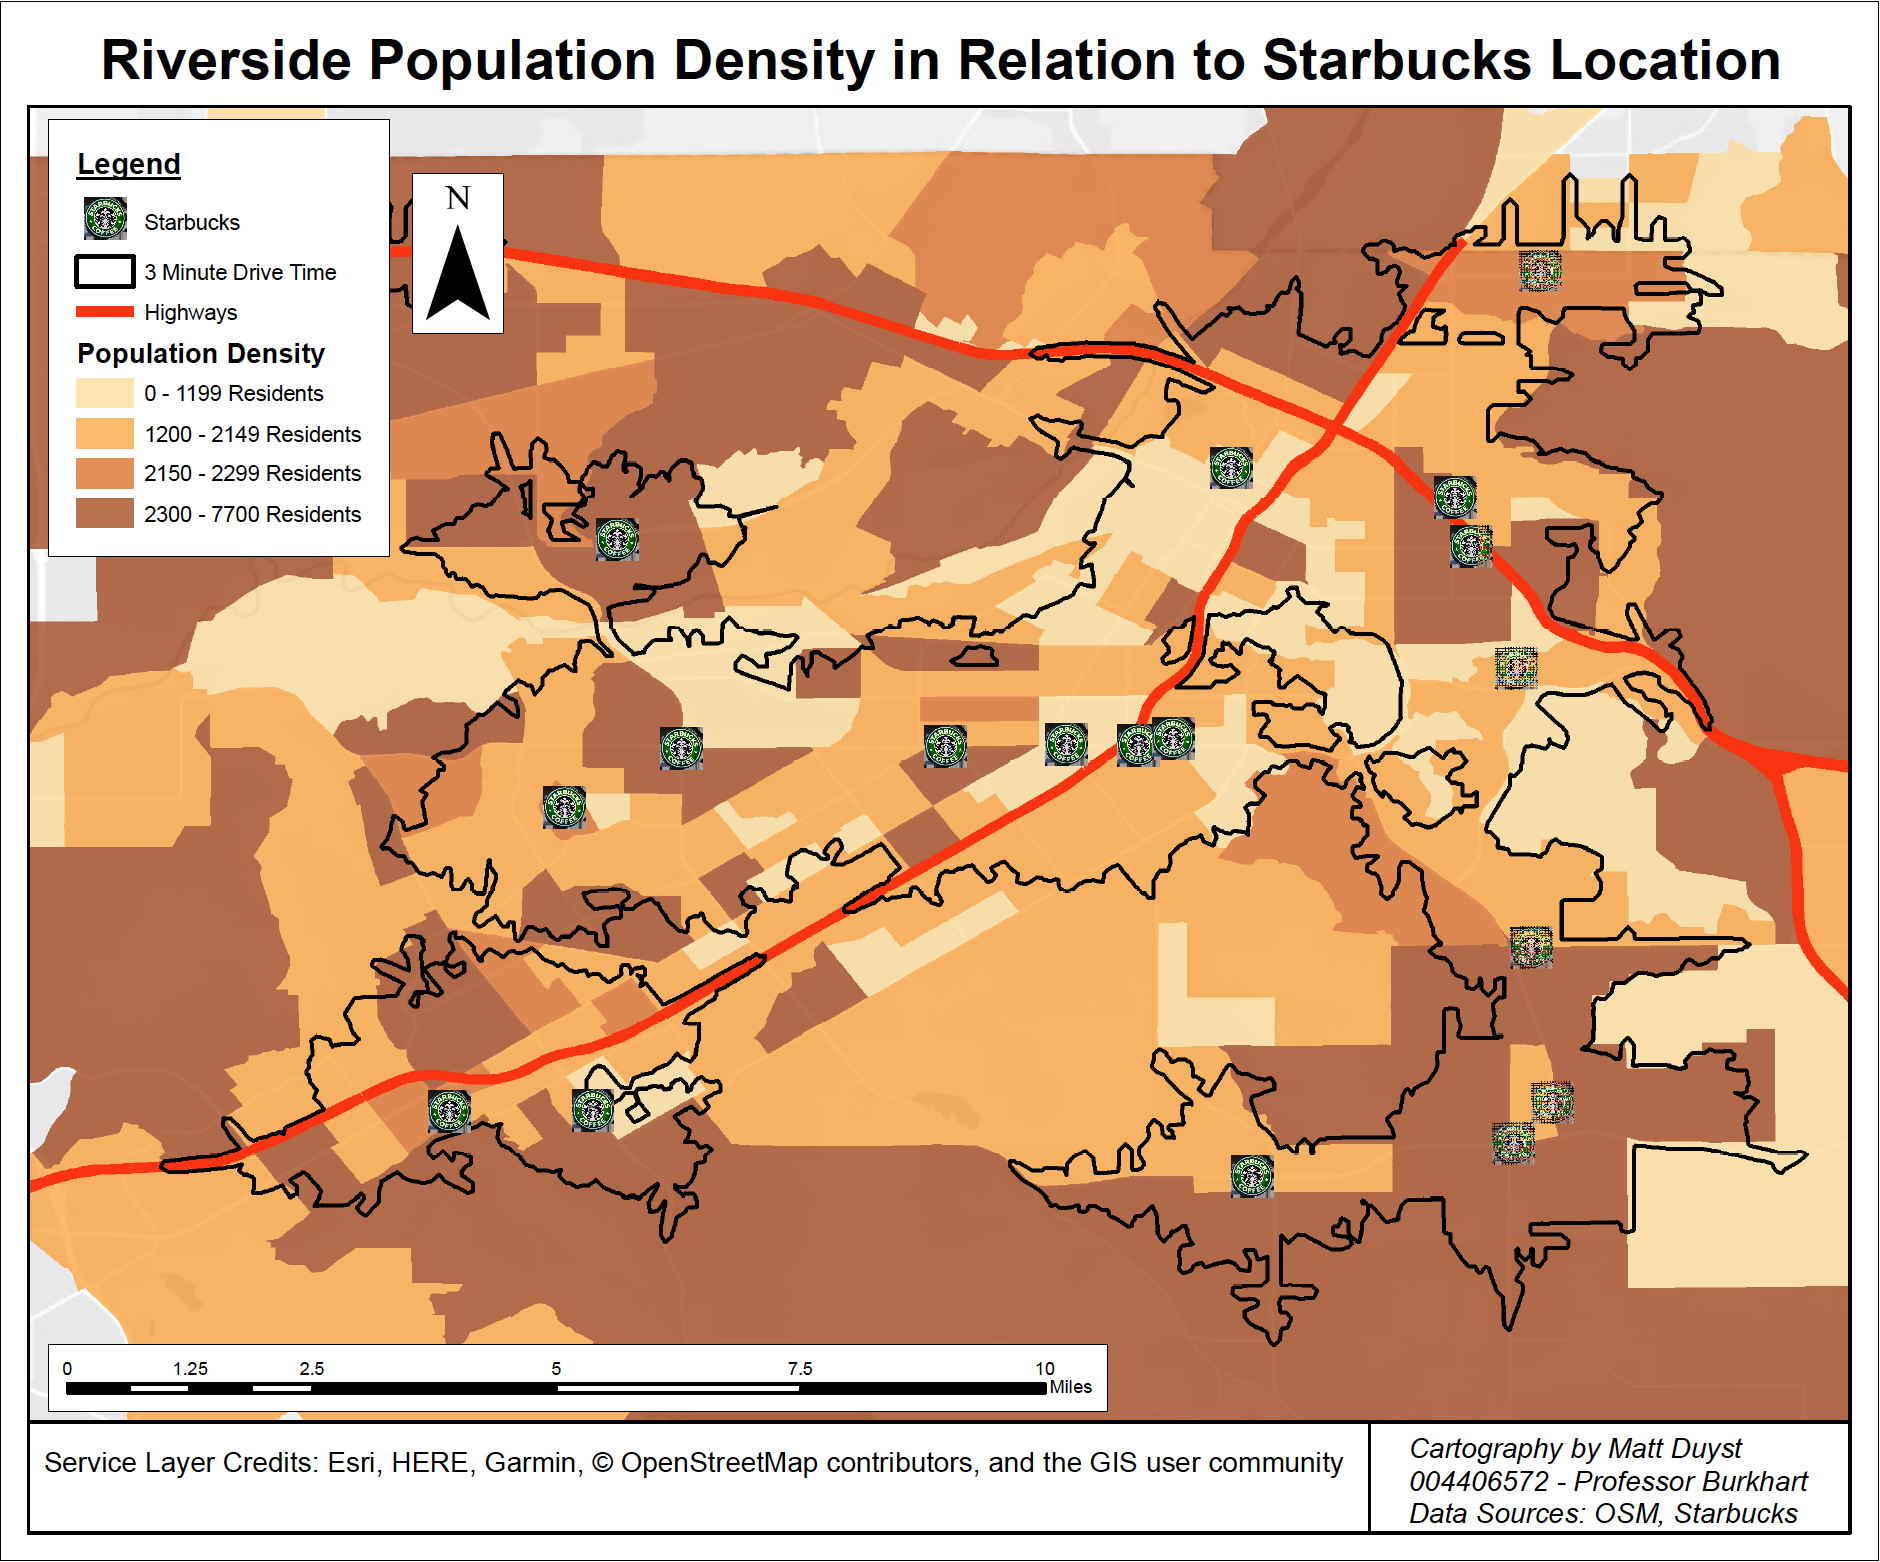 Riverside Population Density in Relation to Starbucks Location
Legend
Starbucks
3 Minute Drive Time
Highways
Population Density
0 - 1199 Residents
1200 - 2149 Residents
2150 - 2299 Residents
2300 - 7700 Residents
N
STARBUCKS
COFFEE
0 1.25 2.5 5 7.5 10
Miles
Service Layer Credits: Esri, HERE, Garmin, © OpenStreetMap contributors, and the GIS user community
Cartography by Matt Duyst
004406572 - Professor Burkhart
Data Sources: OSM, Starbucks